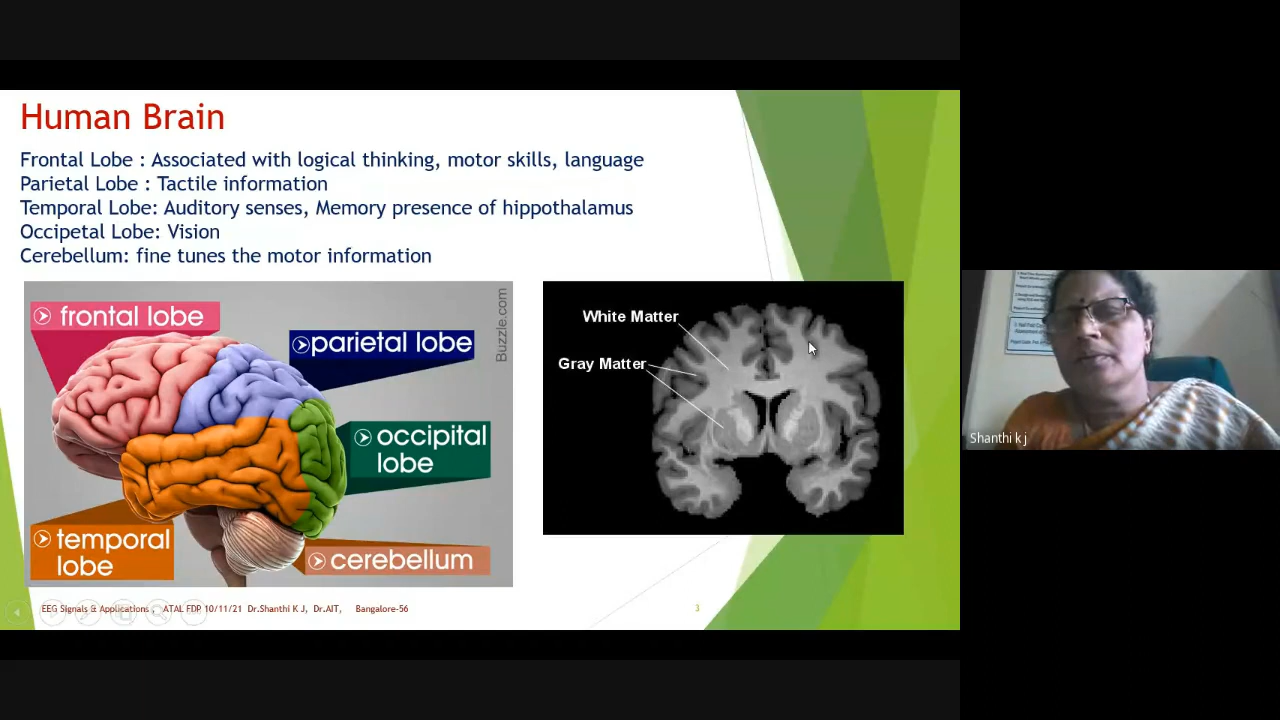 Human Brain
Frontal Lobe : Associated with logical thinking, motor skills, language
Parietal Lobe : Tactile information
Temporal Lobe: Auditory senses, Memory presence of hippothalamus
Occipetal Lobe: Vision
Cerebellum: fine tunes the motor information
frontal lobe
parietal lobe
Buzzle.com
occipital
lobe
temporal
lobe
cerebellum
White Matter
Gray Matter
EEG Signals & Applications , ATAL FDP 10/11/21 Dr.Shanthi K J, Dr.AIT, Bangalore-56
3
Shanthi k j